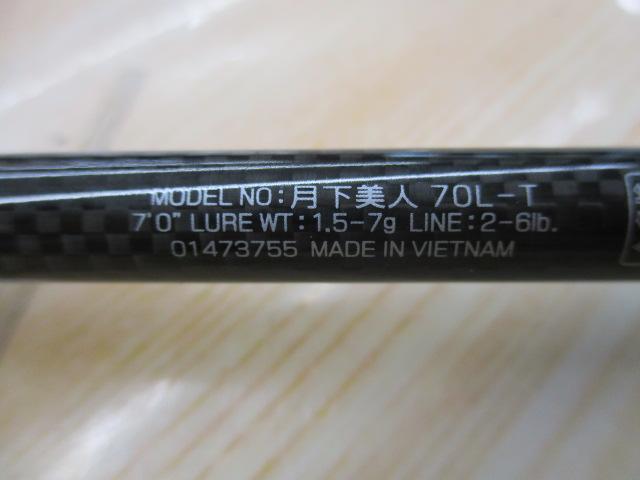 MODEL NO:月下美人 70L-T
7'0" LURE WT:1.5-7g LINE:2-6lb.
01473755 MADE IN VIETNAM